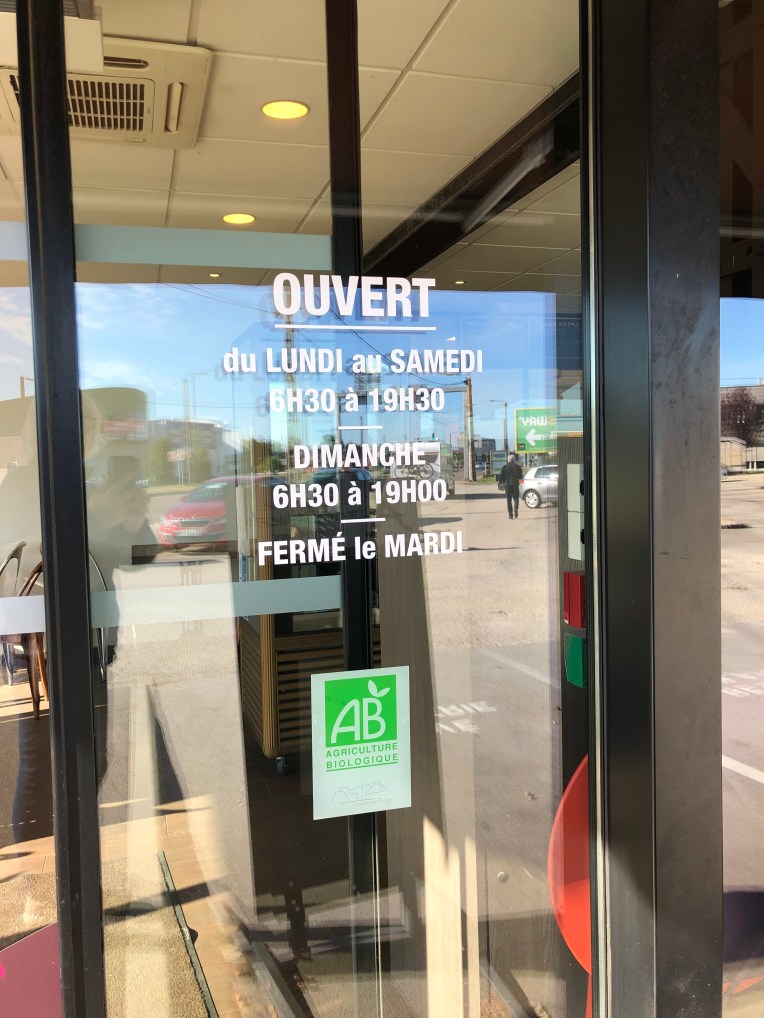 OUVERT
du LUNDI au SAMEDI
6H30 à 19H30
DIMANCHE
6H30 à 19H00
FERMÉ le MARDI
AB
AGRICULTURE
BIOLOGIQUE